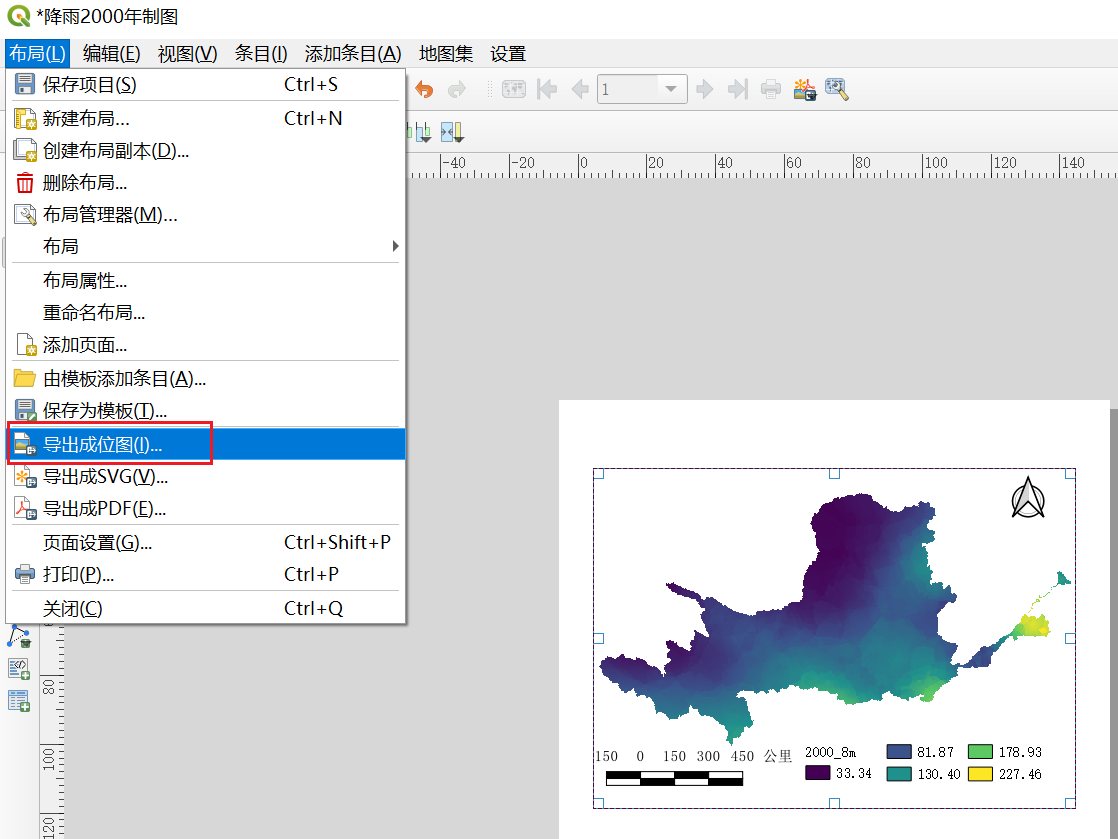 *降雨2000年制图
布局(L) 编辑(E) 视图(V) 条目(I) 添加条目(A) 地图集 设置
保存项目(S) Ctrl+S
新建布局... Ctrl+N
创建布局副本(D)...
删除布局...
布局管理器(M)...
布局
布局属性...
重命名布局...
添加页面...
由模板添加条目(A)...
保存为模板(T)...
导出成位图(I)...
导出成SVG(V)...
导出成PDF(E)...
页面设置(G)... Ctrl+Shift+P
打印(P)... Ctrl+P
关闭(C) Ctrl+Q
1
-40 -20 0 20 40 60 80 100 120 140
80
100
120
150 0 150 300 450 公里
2000_8m
33.34
81.87
130.40
178.93
227.46